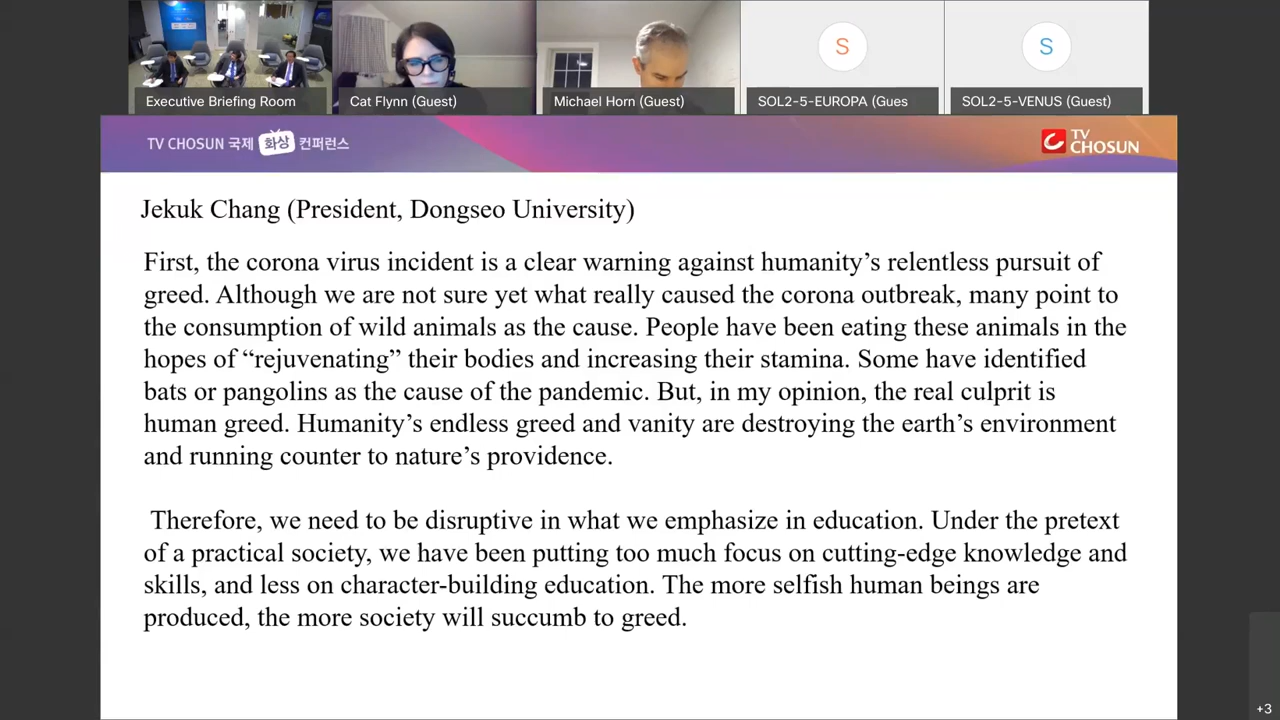 S
S
Executive Briefing Room
Cat Flynn (Guest)
Michael Horn (Guest)
SOL2-5-EUROPA (Gues
SOL2-5-VENUS (Guest)
TV CHOSUN 국제 화상 컨퍼런스
TV
CHOSUN
Jekuk Chang (President, Dongseo University)
First, the corona virus incident is a clear warning against humanity’s relentless pursuit of
greed. Although we are not sure yet what really caused the corona outbreak, many point to
the consumption of wild animals as the cause. People have been eating these animals in the
hopes of “rejuvenating” their bodies and increasing their stamina. Some have identified
bats or pangolins as the cause of the pandemic. But, in my opinion, the real culprit is
human greed. Humanity’s endless greed and vanity are destroying the earth’s environment
and running counter to nature’s providence.
Therefore, we need to be disruptive in what we emphasize in education. Under the pretext
of a practical society, we have been putting too much focus on cutting-edge knowledge and
skills, and less on character-building education. The more selfish human beings are
produced, the more society will succumb to greed.
+3